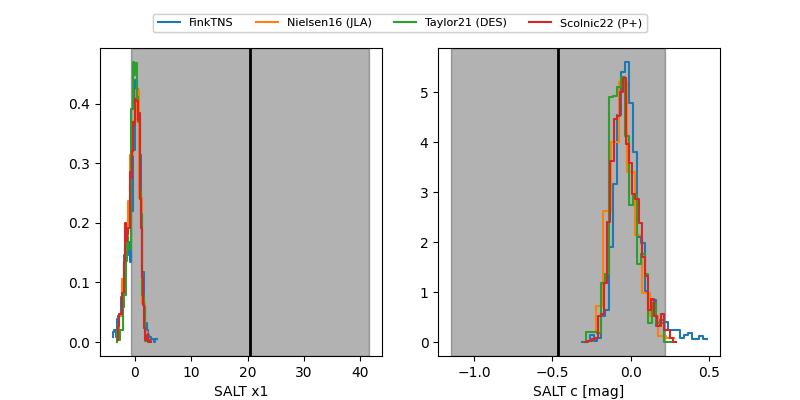 FinkTNS Nielsen16 (JLA) Taylor21 (DES) Scolnic22 (P+)
0.4
0.3
0.2
0.1
0.0
0 10 20 30 40
SALT x1
5
4
3
2
1
0
−1.0 −0.5 0.0 0.5
SALT c [mag]